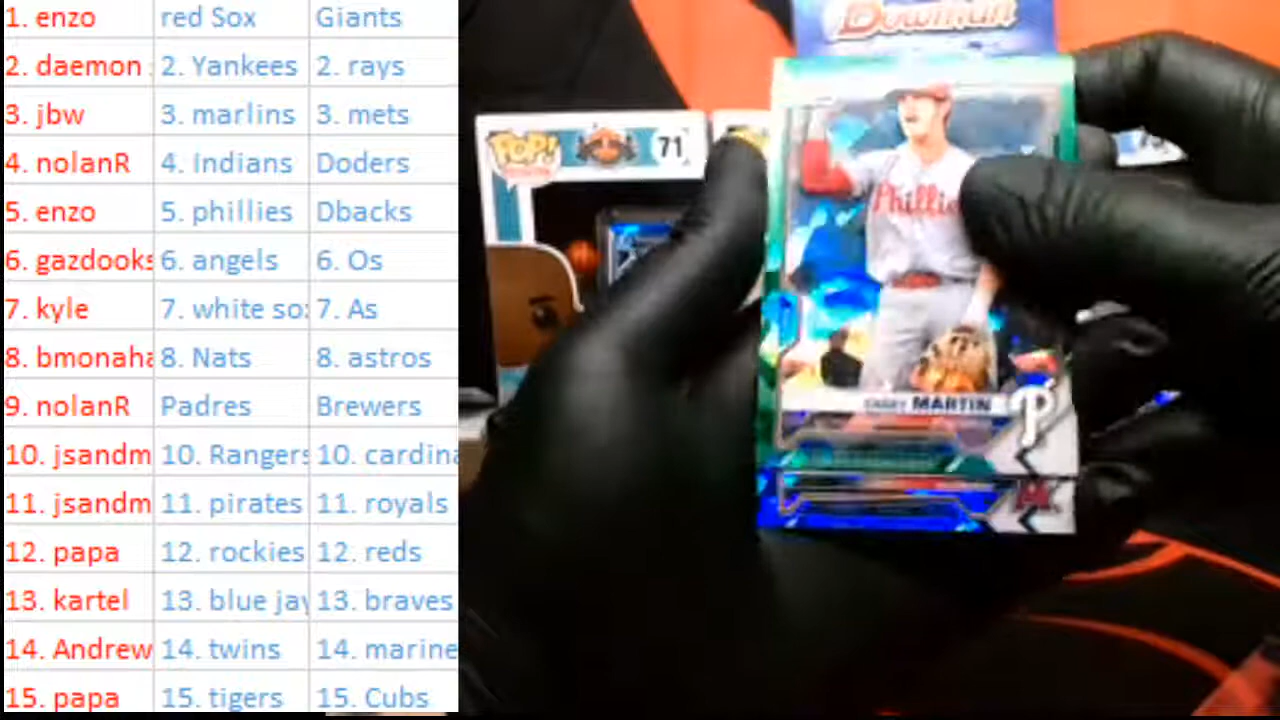 1. enzo red Sox Giants
2. daemon 2. Yankees 2. rays
3. jbw 3. marlins 3. mets
4. nolanR 4. Indians Doders
5. enzo 5. phillies Dbacks
6. gazdooks 6. angels 6. Os
7. kyle 7. white so 7. As
8. bmonaha 8. Nats 8. astros
9. nolanR Padres Brewers
10. jsandm 10. Rangers 10. cardina
11. jsandm 11. pirates 11. royals
12. papa 12. rockies 12. reds
13. kartel 13. blue jay 13. braves
14. Andrew 14. twins 14. marine
15. papa 15. tigers 15. Cubs
Bowman
POP!
71
Phillie
MARTIN
P